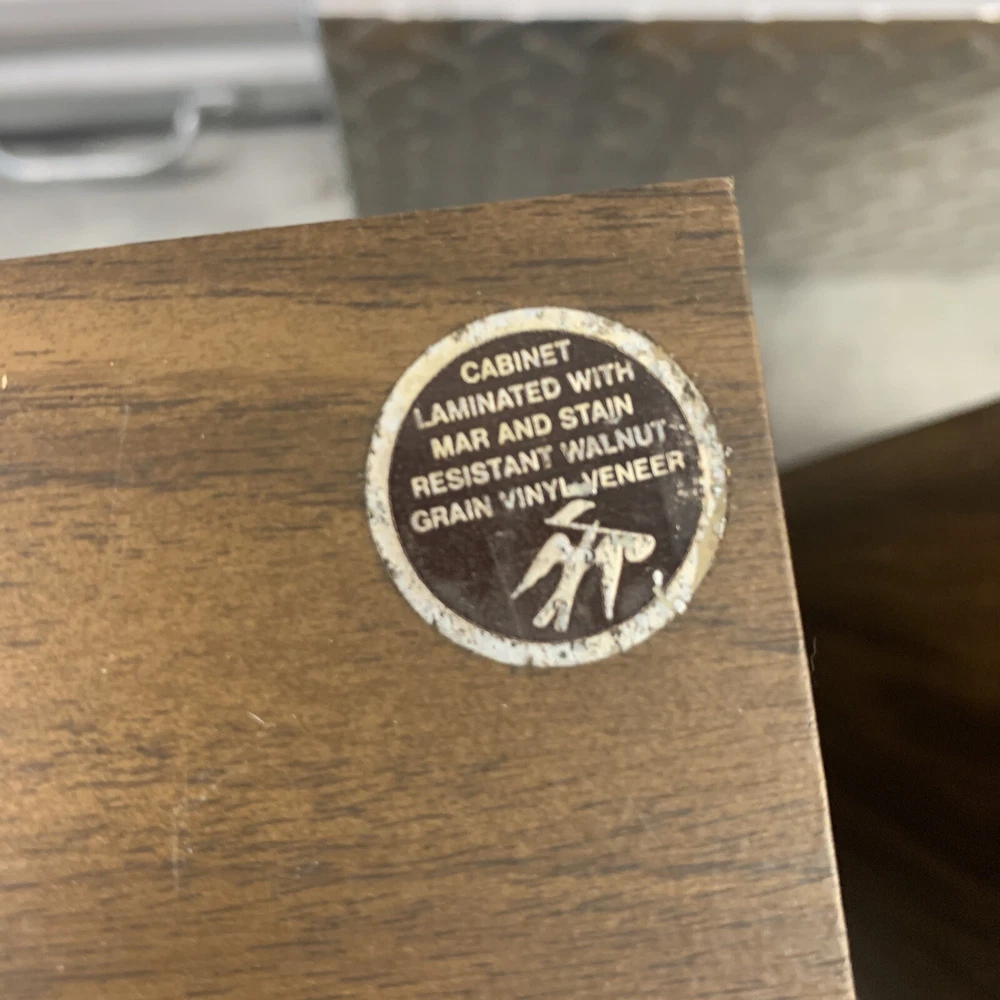 CABINET
LAMINATED WITH
MAR AND STAIN
RESISTANT WALNUT
GRAIN VINYL VENEER